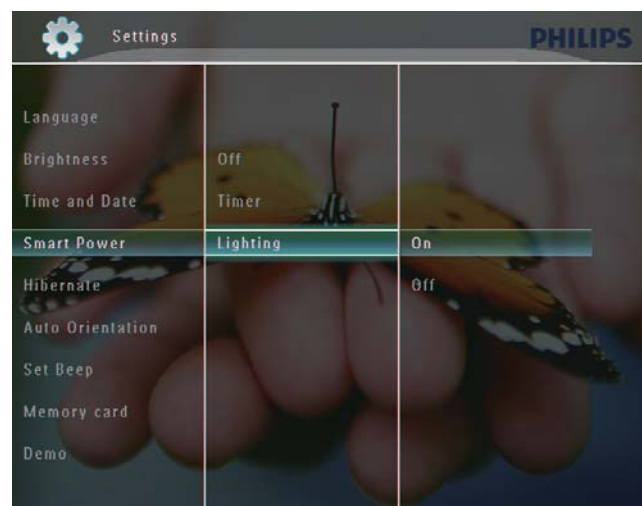 Settings
PHILIPS
Language
Brightness
Off
Time and Date
Timer
Smart Power
Lighting
On
Hibernate
Off
Auto Orientation
Set Beep
Memory card
Demo